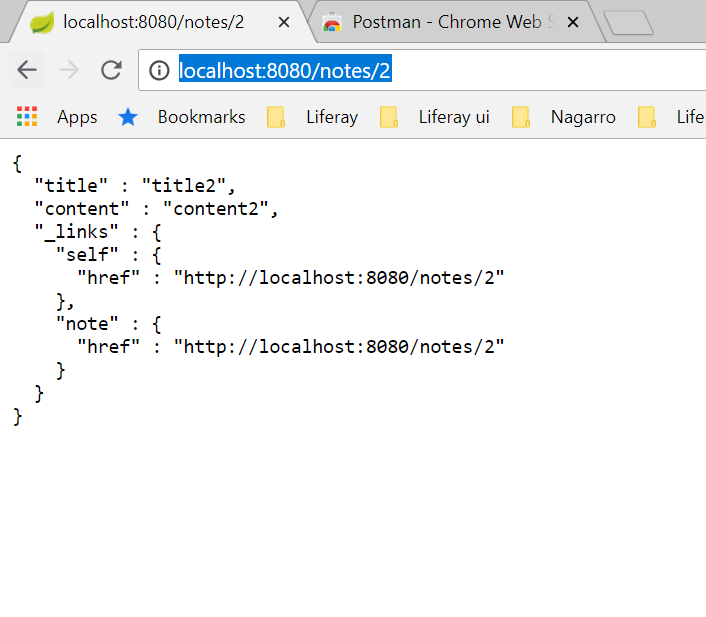 localhost:8080/notes/2
Postman - Chrome Web S
localhost:8080/notes/2
Apps Bookmarks Liferay Liferay ui Nagarro Life
{
  "title" : "title2",
  "content" : "content2",
  "_links" : {
    "self" : {
      "href" : "http://localhost:8080/notes/2"
    },
    "note" : {
      "href" : "http://localhost:8080/notes/2"
    }
  }
}